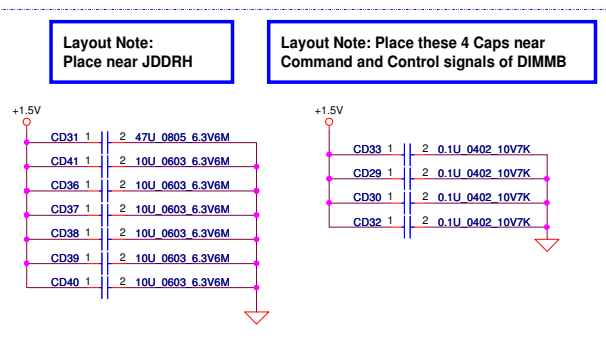 Layout Note:
Place near JDDRH
Layout Note: Place these 4 Caps near
Command and Control signals of DIMMB
+1.5V
CD31 1 2 47U_0805_6.3V6M
CD41 1 2 10U_0603_6.3V6M
CD36 1 2 10U_0603_6.3V6M
CD37 1 2 10U_0603_6.3V6M
CD38 1 2 10U_0603_6.3V6M
CD39 1 2 10U_0603_6.3V6M
CD40 1 2 10U_0603_6.3V6M
+1.5V
CD33 1 2 0.1U_0402_10V7K
CD29 1 2 0.1U_0402_10V7K
CD30 1 2 0.1U_0402_10V7K
CD32 1 2 0.1U_0402_10V7K